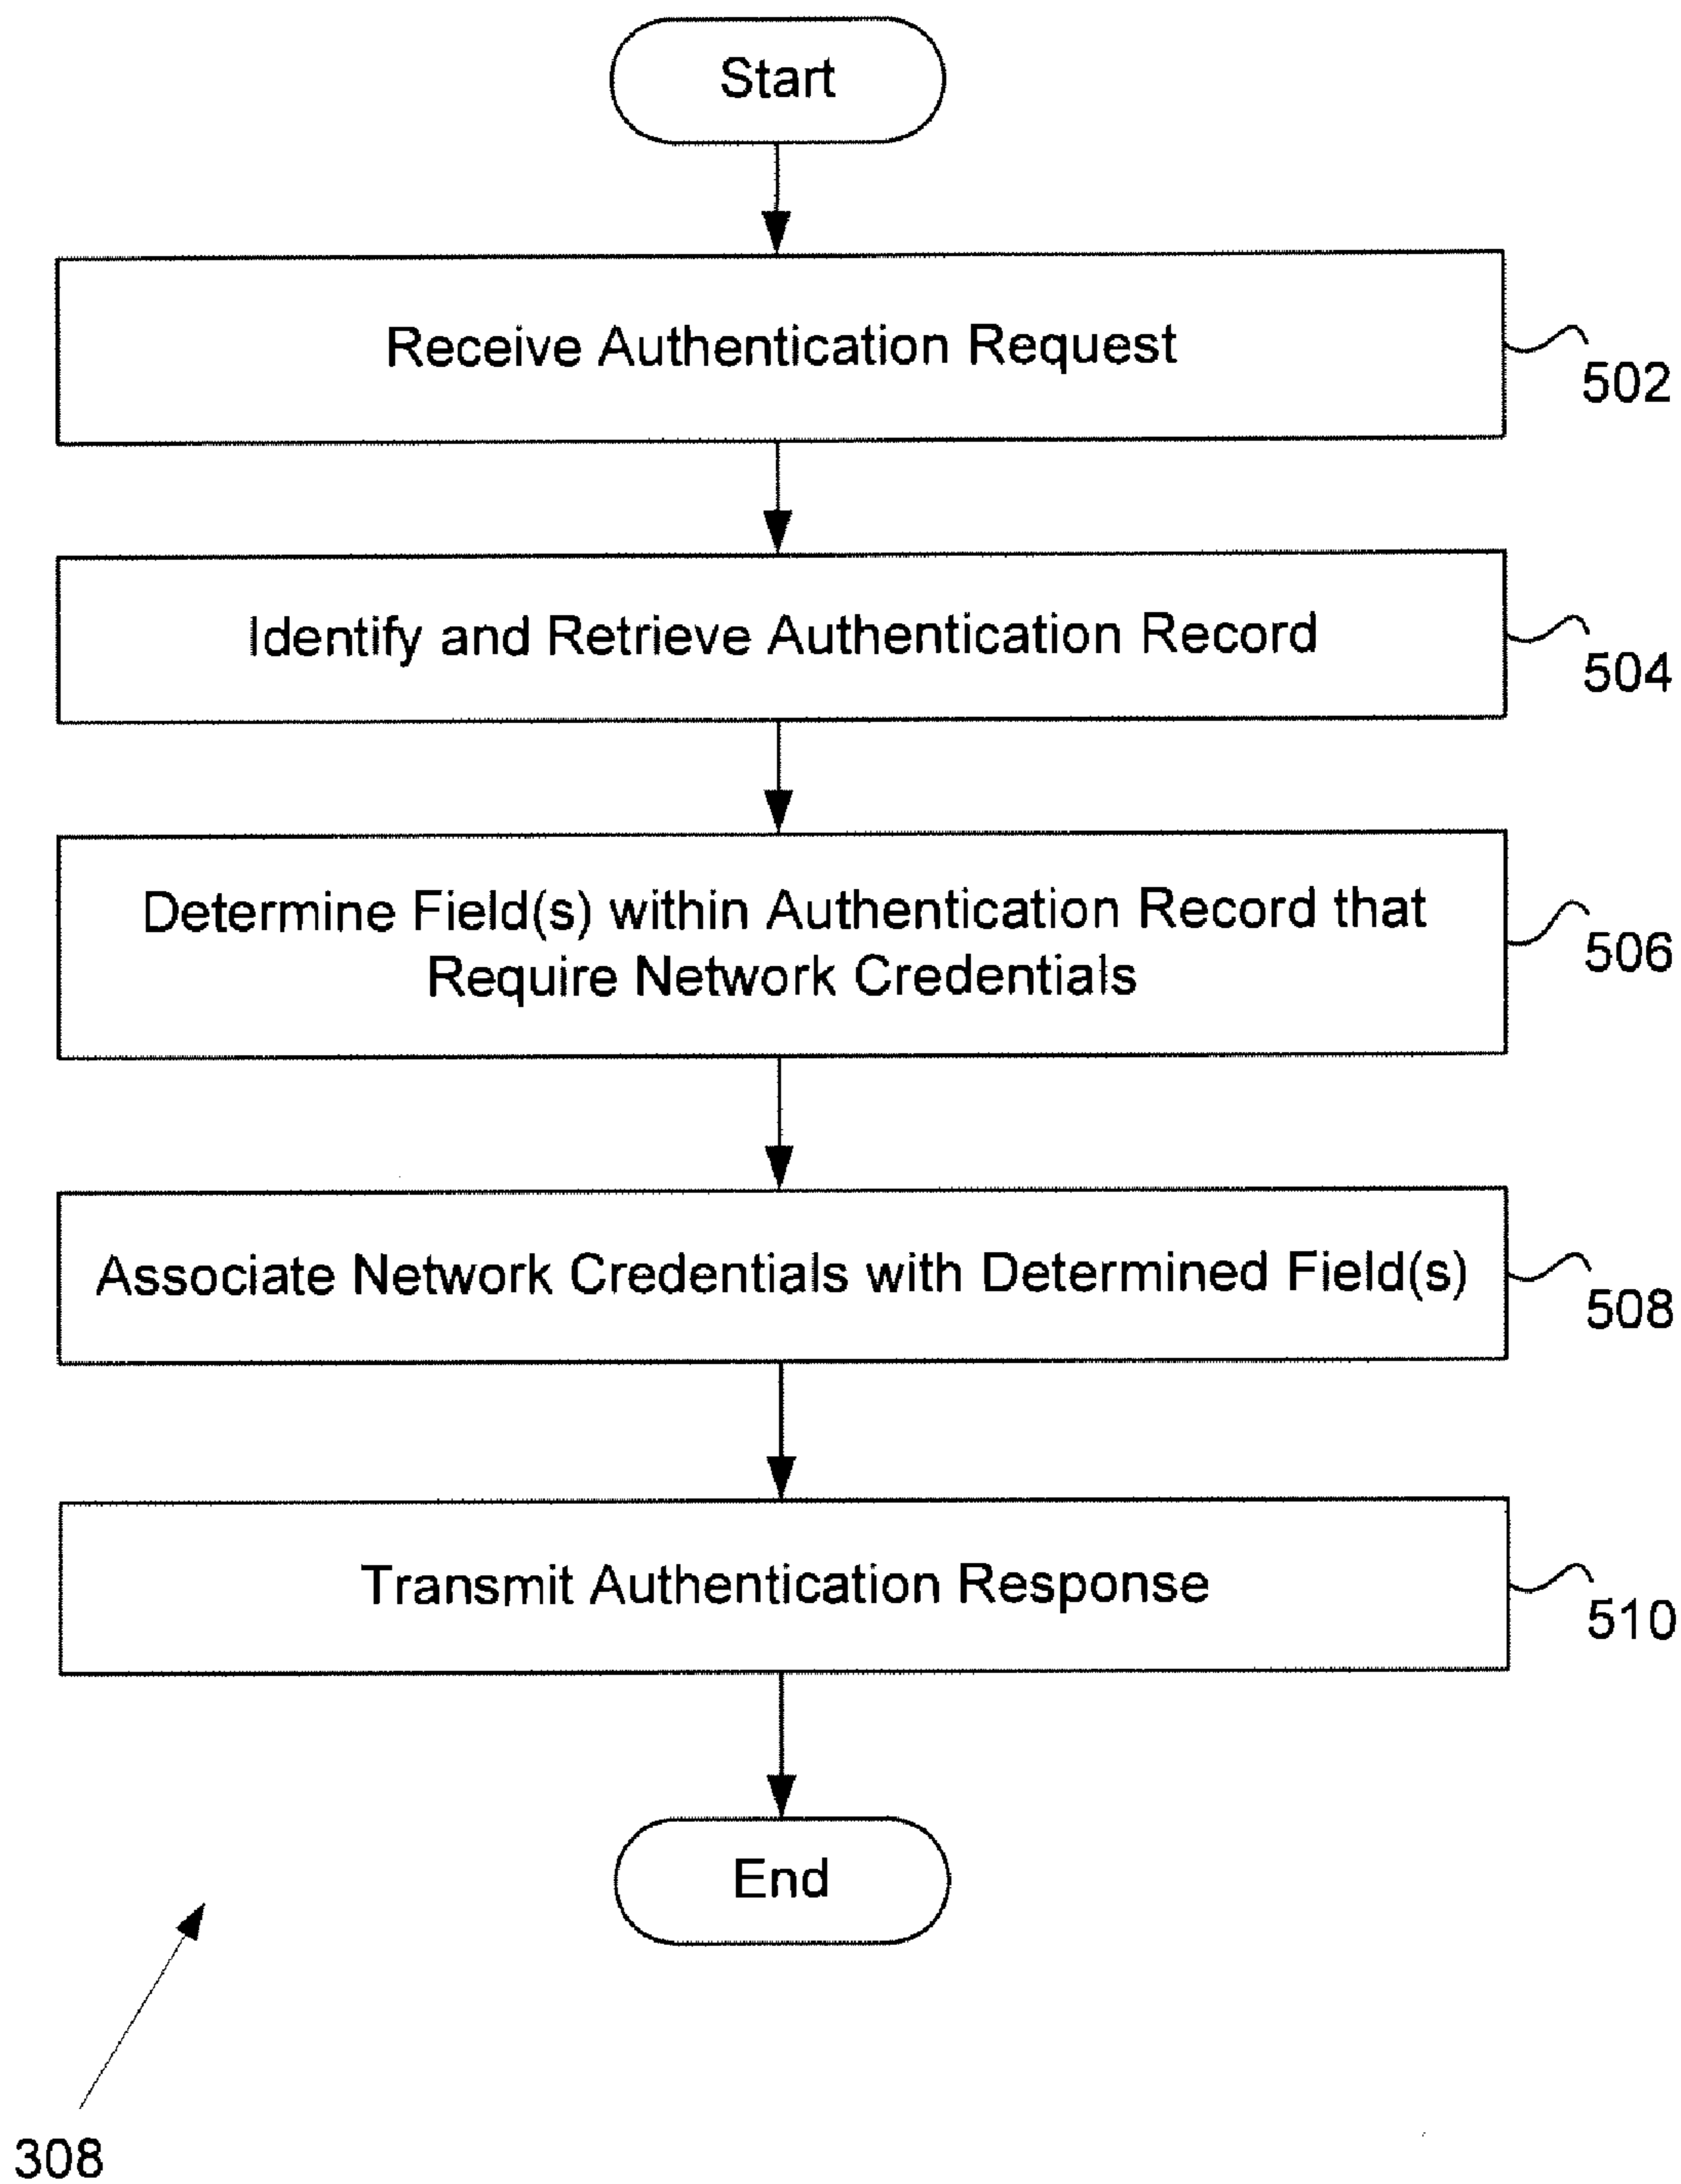 Start
Receive Authentication Request
502
Identify and Retrieve Authentication Record
504
Determine Field(s) within Authentication Record that
Require Network Credentials
506
Associate Network Credentials with Determined Field(s)
508
Transmit Authentication Response
510
End
308